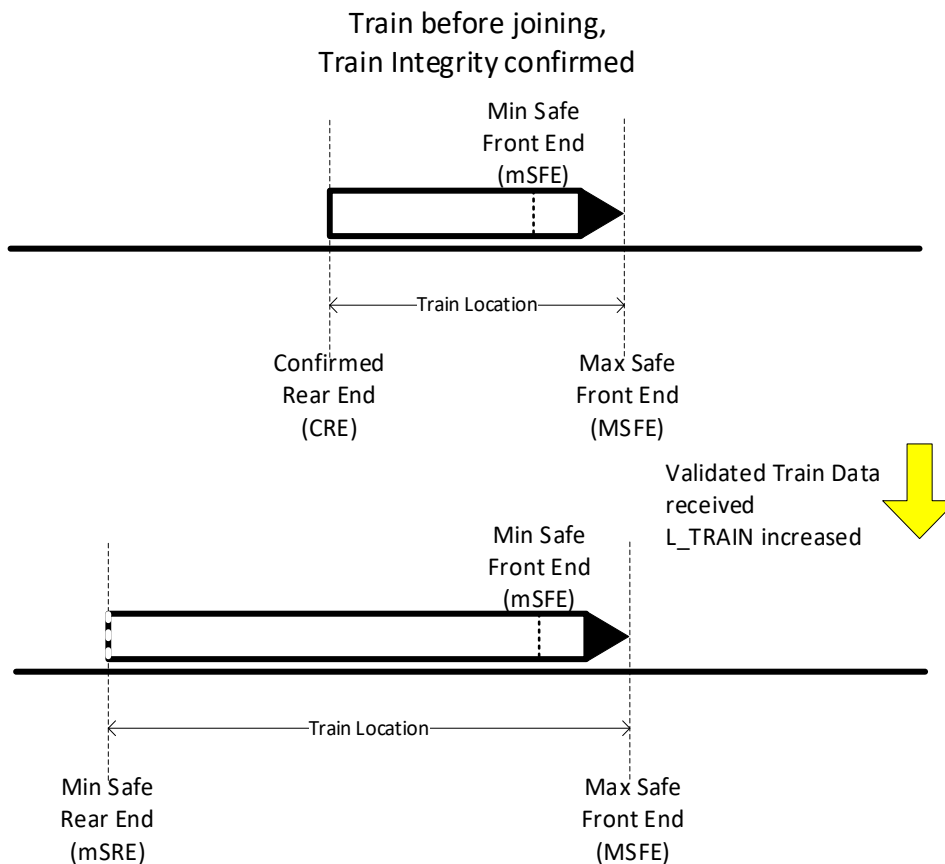 Train before joining,
Train Integrity confirmed
Min Safe
Front End
(mSFE)
Train Location
Confirmed
Rear End
(CRE)
Max Safe
Front End
(MSFE)
Validated Train Data
received
L_TRAIN increased
Min Safe
Front End
(mSFE)
Train Location
Min Safe
Rear End
(mSRE)
Max Safe
Front End
(MSFE)